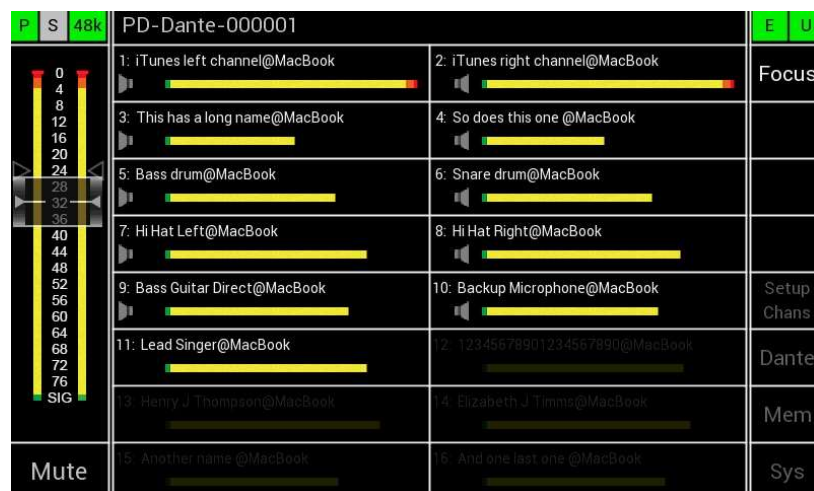 P S 48k PD-Dante-000001 E U
1: iTunes left channel@MacBook
2: iTunes right channel@MacBook
Focus
0
4
8
12
16
20
24
28
32
36
40
44
48
52
56
60
64
68
72
76
SIG
3: This has a long name@MacBook
4: So does this one @MacBook
5: Bass drum@MacBook
6: Snare drum@MacBook
7: Hi Hat Left@MacBook
8: Hi Hat Right@MacBook
9: Bass Guitar Direct@MacBook
10: Backup Microphone@MacBook
Setup
Chans
11: Lead Singer@MacBook
12: 12345678901234567890@MacBook
Dante
13: Henry J Thompson@MacBook
14: Elizabeth J Timms@MacBook
Mem
Mute
15: Another name @MacBook
16: And one last one @MacBook
Sys